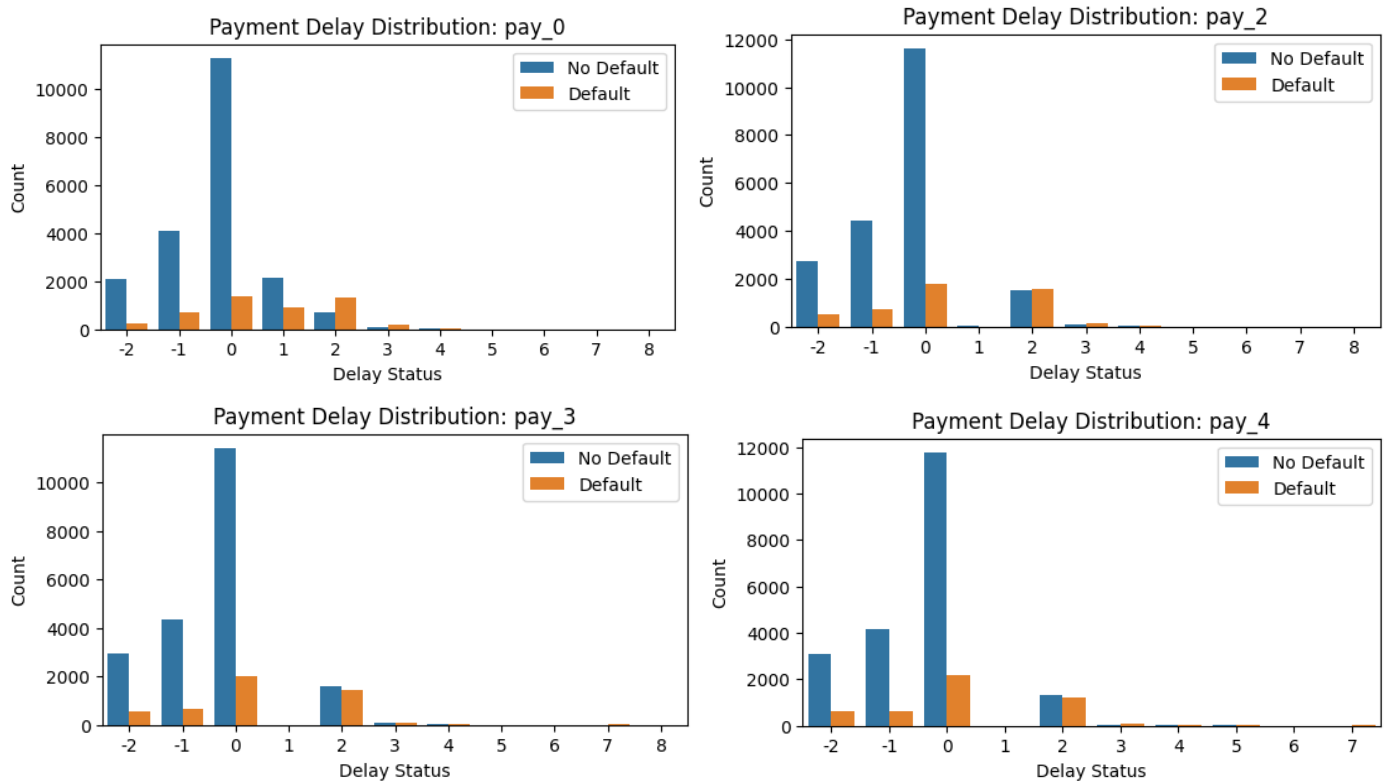 Payment Delay Distribution: pay_0
Count
10000
8000
6000
4000
2000
0
No Default
Default
-2 -1 0 1 2 3 4 5 6 7 8
Delay Status
Payment Delay Distribution: pay_2
Count
12000
10000
8000
6000
4000
2000
0
No Default
Default
-2 -1 0 1 2 3 4 5 6 7 8
Delay Status
Payment Delay Distribution: pay_3
Count
10000
8000
6000
4000
2000
0
No Default
Default
-2 -1 0 1 2 3 4 5 6 7 8
Delay Status
Payment Delay Distribution: pay_4
Count
12000
10000
8000
6000
4000
2000
0
No Default
Default
-2 -1 0 1 2 3 4 5 6 7
Delay Status